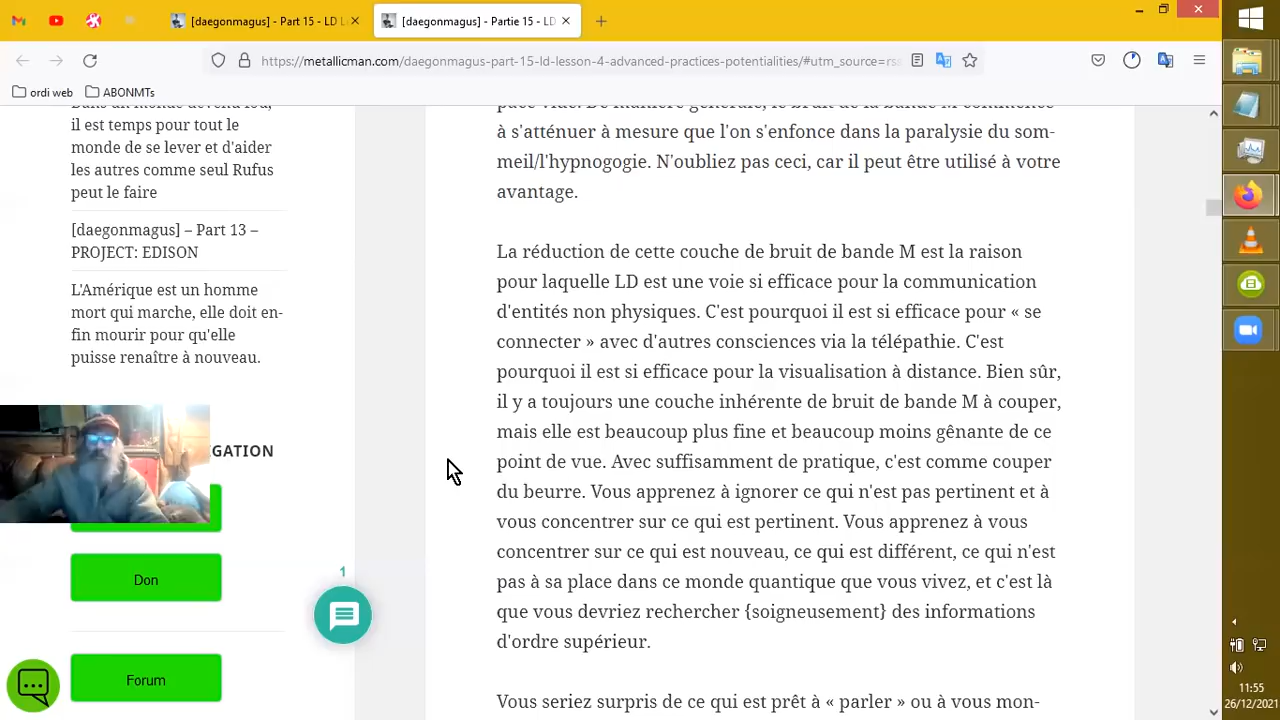 [daegonmagus] - Part 15 - LD L
[daegonmagus] - Partie 15 - LD
https://metallicman.com/daegonmagus-part-15
lesson-4-advanced-practices-potentialities/#utm_source=rs
ordi web
ABONMTs
il est temps pour tout le
monde de se lever et d'aider
les autres comme seul Rufus
peut le faire
[daegonmagus] – Part 13 –
PROJECT: EDISON
L'Amérique est un homme
mort qui marche, elle doit en-
fin mourir pour qu'elle
puisse renaître à nouveau.
GATION
Don
Forum
1
à s'atténuer à mesure que l'on s'enfonce dans la paralysie du som-
meil/l'hypnogogie. N'oubliez pas ceci, car il peut être utilisé à votre
avantage.
La réduction de cette couche de bruit de bande M est la raison
pour laquelle LD est une voie si efficace pour la communication
d'entités non physiques. C'est pourquoi il est si efficace pour « se
connecter » avec d'autres consciences via la télépathie. C'est
pourquoi il est si efficace pour la visualisation à distance. Bien sûr,
il y a toujours une couche inhérente de bruit de bande M à couper,
mais elle est beaucoup plus fine et beaucoup moins gênante de ce
point de vue. Avec suffisamment de pratique, c'est comme couper
du beurre. Vous apprenez à ignorer ce qui n'est pas pertinent et à
vous concentrer sur ce qui est pertinent. Vous apprenez à vous
concentrer sur ce qui est nouveau, ce qui est différent, ce qui n'est
pas à sa place dans ce monde quantique que vous vivez, et c'est là
que vous devriez rechercher {soigneusement} des informations
d'ordre supérieur.
Vous seriez surpris de ce qui est prêt à « parler » ou à vous mon-
11:55
26/12/2021